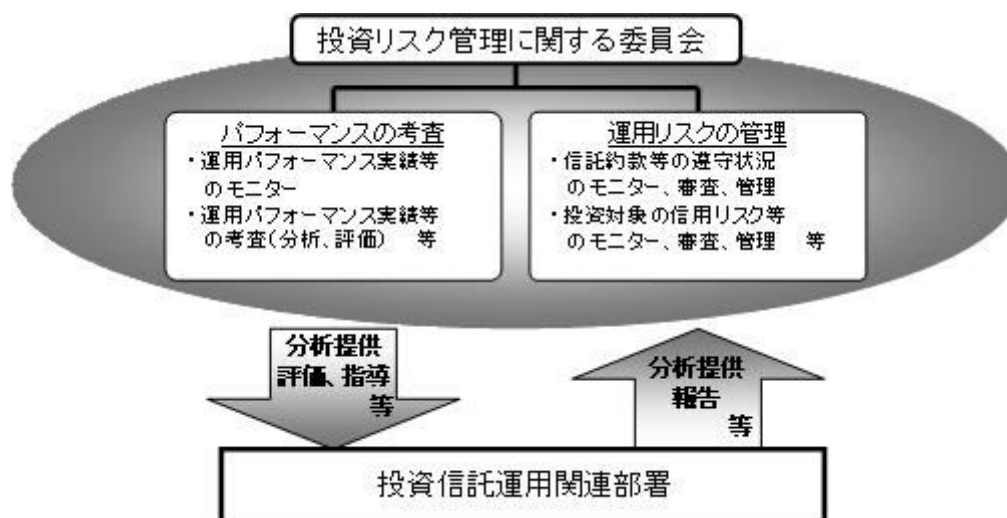 投資リスク管理に関する委員会
パフォーマンスの考査
・運用パフォーマンス実績等
のモニター
・運用パフォーマンス実績等
の考査(分析、評価) 等
運用リスクの管理
・信託約款等の遵守状況
のモニター、審査、管理
・投資対象の信用リスク等
のモニター、審査、管理 等
分析提供
評価、指導
等
分析提供
報告
等
投資信託運用関連部署